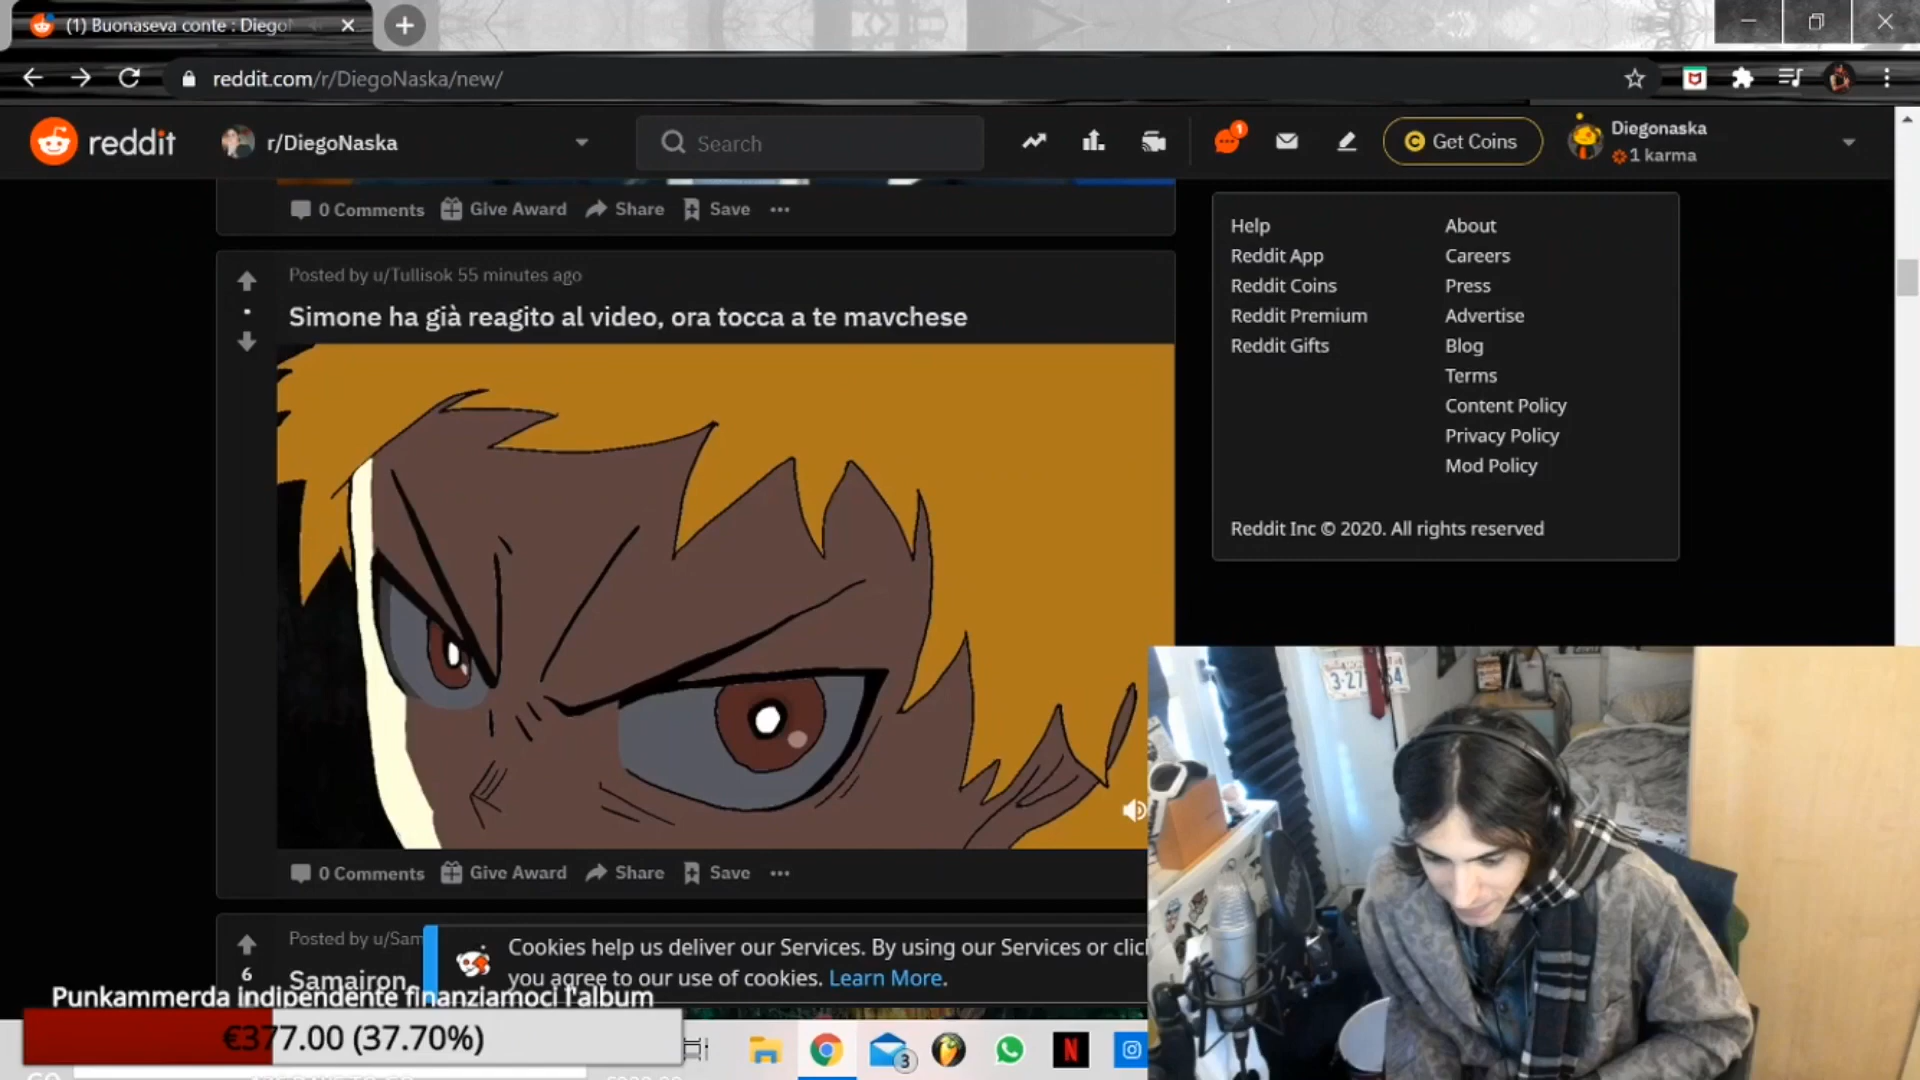 (1) Buonaseva conte : Diego
reddit.com/r/DiegoNaska/new/
reddit
r/DiegoNaska
Search
1
Get Coins
Diegonaska
1 karma
0 Comments
Give Award
Share
Save
Posted by u/Tullisok 55 minutes ago
Simone ha già reagito al video, ora tocca a te mavchese
0 Comments
Give Award
Share
Save
Help
About
Reddit App
Careers
Reddit Coins
Press
Reddit Premium
Advertise
Reddit Gifts
Blog
Terms
Content Policy
Privacy Policy
Mod Policy
Reddit Inc © 2020. All rights reserved
6
Posted by u/Sam
Samairon
Cookies help us deliver our Services. By using our Services or clic
you agree to our use of cookies. Learn More.
Punkammerda indipendente finanziamoci l'album
€377.00 (37.70%)
3
N